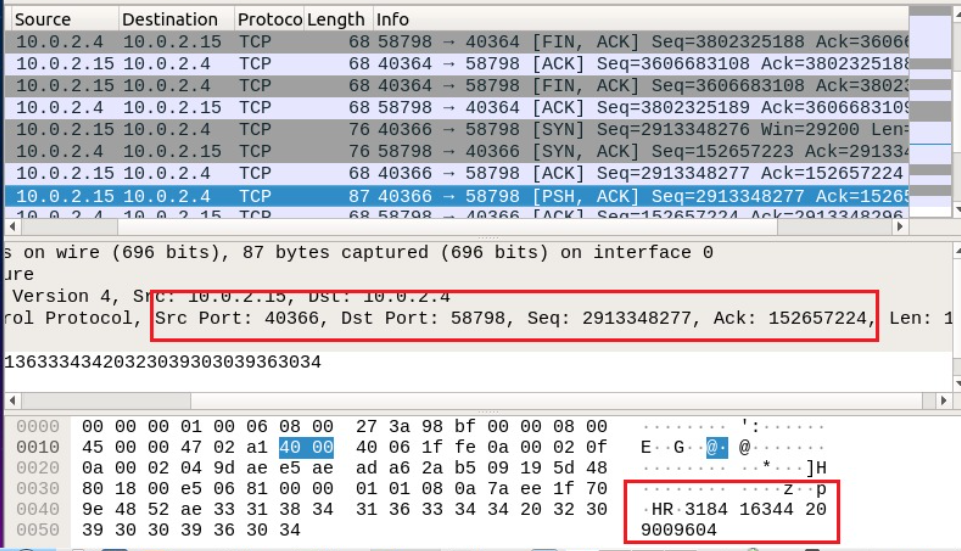 Source Destination Protoco Length Info
10.0.2.4 10.0.2.15 TCP 68 58798 → 40364 [FIN, ACK] Seq=3802325188 Ack=36066
10.0.2.15 10.0.2.4 TCP 68 40364 → 58798 [ACK] Seq=3606683108 Ack=3802325188
10.0.2.15 10.0.2.4 TCP 68 40364 → 58798 [FIN, ACK] Seq=3606683108 Ack=3802
10.0.2.4 10.0.2.15 TCP 68 58798 → 40364 [ACK] Seq=3802325189 Ack=3606683109
10.0.2.15 10.0.2.4 TCP 76 40366 → 58798 [SYN] Seq=2913348276 Win=29200 Len=
10.0.2.4 10.0.2.15 TCP 76 58798 → 40366 [SYN, ACK] Seq=152657223 Ack=29133
10.0.2.15 10.0.2.4 TCP 68 40366 → 58798 [ACK] Seq=2913348277 Ack=152657224
10.0.2.15 10.0.2.4 TCP 87 40366 → 58798 [PSH, ACK] Seq=2913348277 Ack=15265
10.0.2.4 10.0.2.15 TCP 68 58798 → 40366 [ACK] Seq=152657224 Ack=2913348296
s on wire (696 bits), 87 bytes captured (696 bits) on interface 0
ure
Version 4, Src: 10.0.2.15, Dst: 10.0.2.4
rol Protocol, Src Port: 40366, Dst Port: 58798, Seq: 2913348277, Ack: 152657224, Len: 1
13633343420323039303039363034
0000 00 00 00 01 00 06 08 00 27 3a 98 bf 00 00 08 00 ········ ':······
0010 45 00 00 47 02 a1 40 00 40 06 1f fe 0a 00 02 0f E··G··@· @·······
0020 0a 00 02 04 9d ae e5 ae ad a6 2a b5 09 19 5d 48 ········ ··*···]H
0030 80 18 00 e5 06 81 00 00 01 01 08 0a 7a ee 1f 70 ········ ····z··p
0040 9e 48 52 ae 33 31 38 34 31 36 33 34 34 20 32 30 ·HR·3184 16344 20
0050 39 30 30 39 36 30 34 9009604